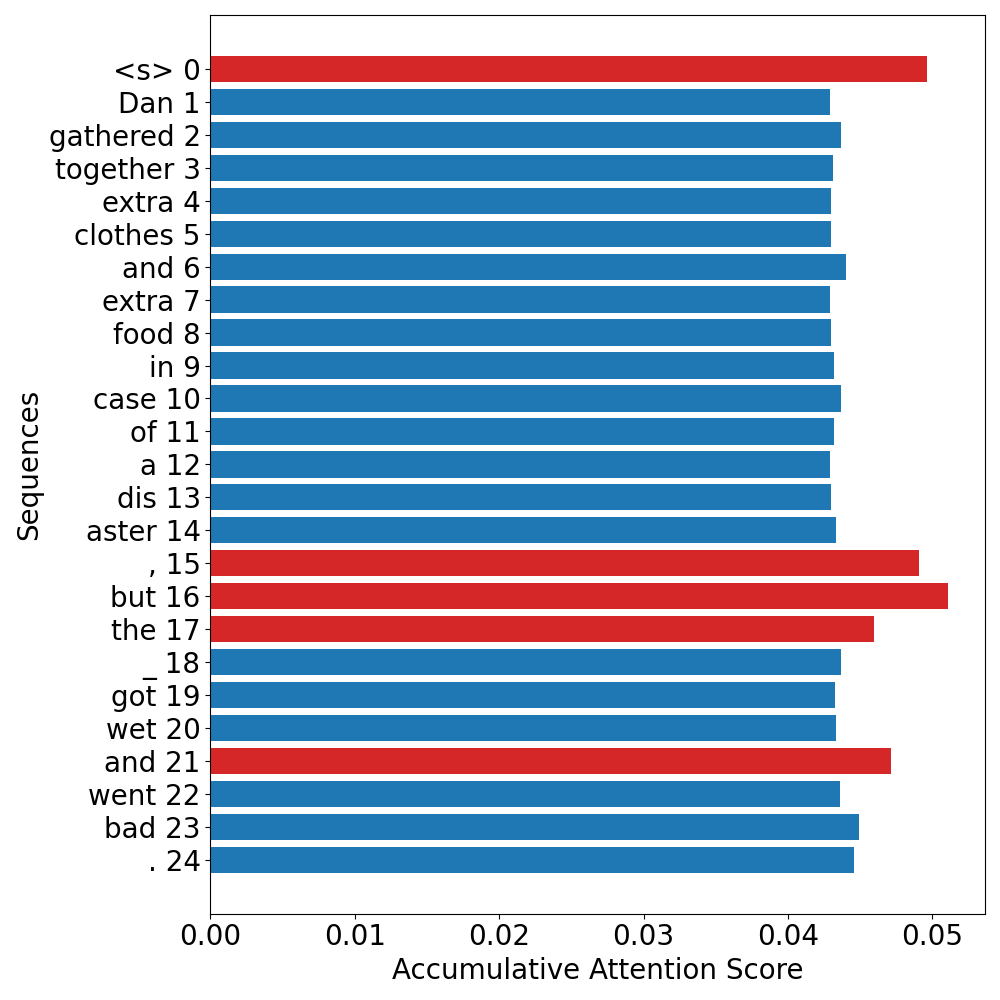 <s> 0
Dan 1
gathered 2
together 3
extra 4
clothes 5
and 6
extra 7
food 8
in 9
case 10
of 11
a 12
dis 13
aster 14
, 15
but 16
the 17
_ 18
got 19
wet 20
and 21
went 22
bad 23
. 24
Sequences
0.00 0.01 0.02 0.03 0.04 0.05
Accumulative Attention Score